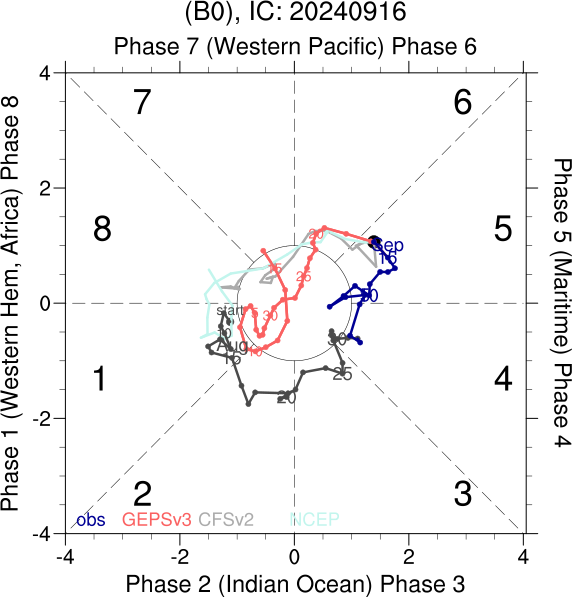 (B0), IC: 20240916
Phase 7 (Western Pacific) Phase 6
Phase 1 (Western Hem, Africa) Phase 8
Phase 5 (Maritime) Phase 4
4
2
0
-2
-4
7
6
8
5
1
4
2
3
20
Sep
16
25
start
30
10
Aug
15
10
25
20
obs GEPSv3 CFSv2 NCEP
-4 -2 0 2 4
Phase 2 (Indian Ocean) Phase 3